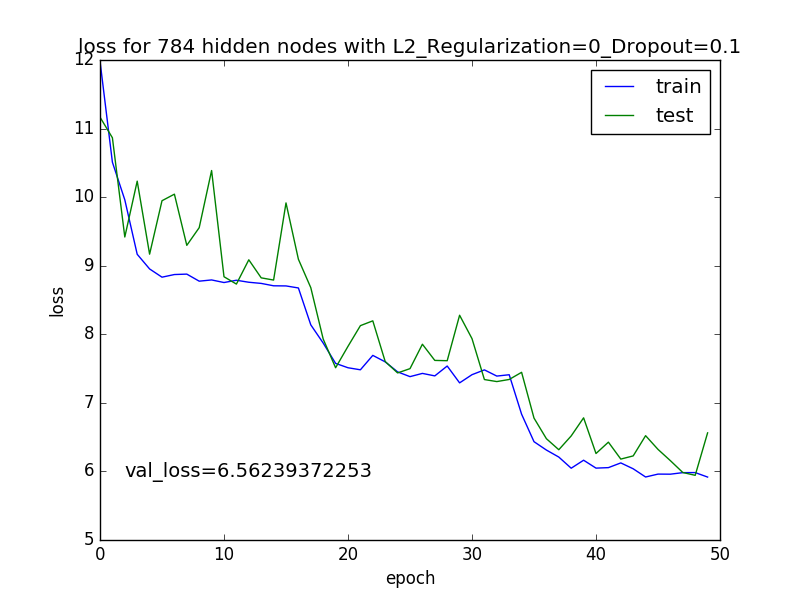 loss for 784 hidden nodes with L2_Regularization=0_Dropout=0.1
12
11
10
9
8
7
6
5
loss
train
test
val_loss=6.56239372253
0 10 20 30 40 50
epoch